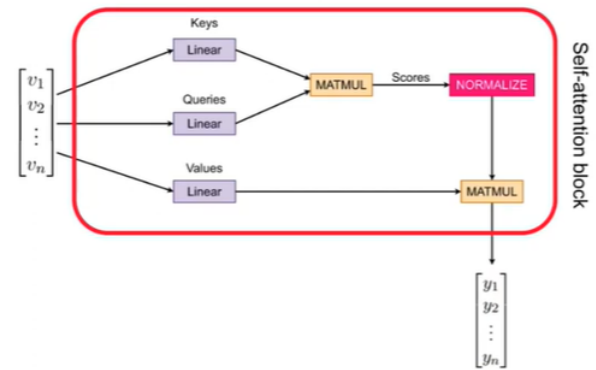 Keys
Linear
Queries
Linear
Values
Linear
MATMUL
Scores
NORMALIZE
MATMUL
Self-attention block
v₁
v₂
⋮
vₙ
y₁
y₂
⋮
yₙ